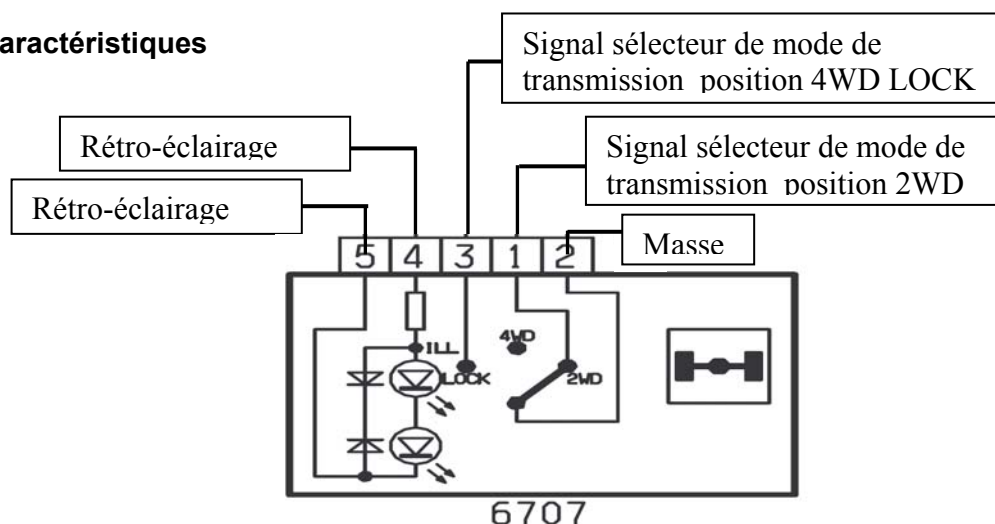 aractéristiques
Signal sélecteur de mode de
transmission position 4WD LOCK
Rétro-éclairage
Signal sélecteur de mode de
transmission position 2WD
Rétro-éclairage
Masse
5 4 3 1 2
4WD
ILL
LOCK
2WD
6707